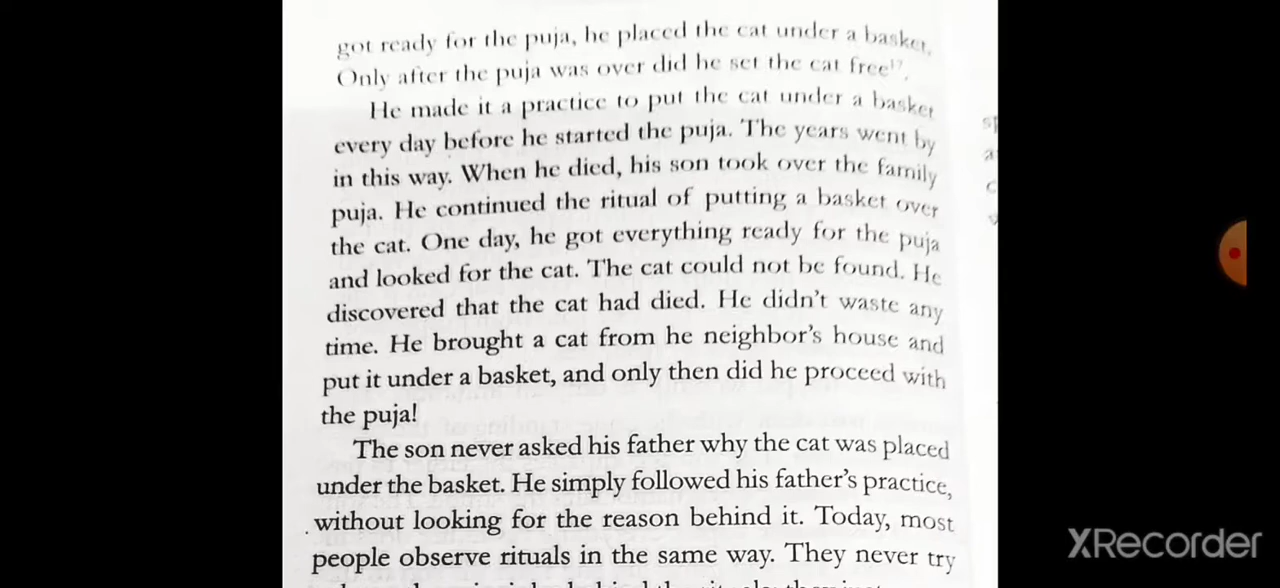 got ready for the puja, he placed the cat under a basket.
Only after the puja was over did he set the cat free¹⁷.
He made it a practice to put the cat under a basket
every day before he started the puja. The years went by
in this way. When he died, his son took over the family
puja. He continued the ritual of putting a basket over
the cat. One day, he got everything ready for the puja
and looked for the cat. The cat could not be found. He
discovered that the cat had died. He didn't waste any
time. He brought a cat from he neighbor's house and
put it under a basket, and only then did he proceed with
the puja!
The son never asked his father why the cat was placed
under the basket. He simply followed his father's practice,
without looking for the reason behind it. Today, most
people observe rituals in the same way. They never try
XRecorder